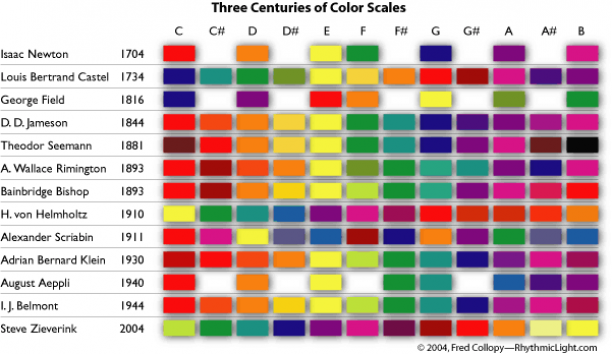 Three Centuries of Color Scales
C C# D D# E F F# G G# A A# B
Isaac Newton 1704
Louis Bertrand Castel 1734
George Field 1816
D. D. Jameson 1844
Theodor Seemann 1881
A. Wallace Rimington 1893
Bainbridge Bishop 1893
H. von Helmholtz 1910
Alexander Scriabin 1911
Adrian Bernard Klein 1930
August Aeppli 1940
I. J. Belmont 1944
Steve Zieverink 2004
© 2004, Fred Collopy—RhythmicLight.com